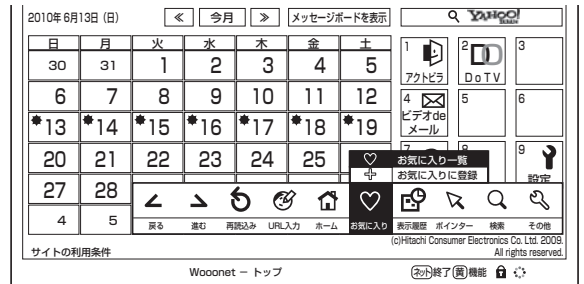 2010年 6月13日（日） ≪ 今月 ≫ メッセージボードを表示 YAHOO! JAPAN
日 月 火 水 木 金 土
30 31 1 2 3 4 5
6 7 8 9 10 11 12
13 14 15 16 17 18 19
20 21 22 23 24 25
27 28
4 5
1 アクトビラ
2 DoTV
3
4 ビデオdeメール
5
6
7
8
9 設定
お気に入り一覧
お気に入りに登録
戻る 進む 再読込み URL入力 ホーム お気に入り 表示履歴 ポインター 検索 その他
サイトの利用条件
(c)Hitachi Consumer Electronics Co. Ltd. 2009.
All rights reserved.
Wooonet − トップ
ネット終了 黄機能